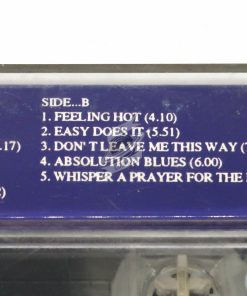 SIDE...B
1. FEELING HOT (4.10)
2. EASY DOES IT (5.51)
.17) 3. DON'T LEAVE ME THIS WAY (
4. ABSOLUTION BLUES (6.00)
5. WHISPER A PRAYER FOR THE
)